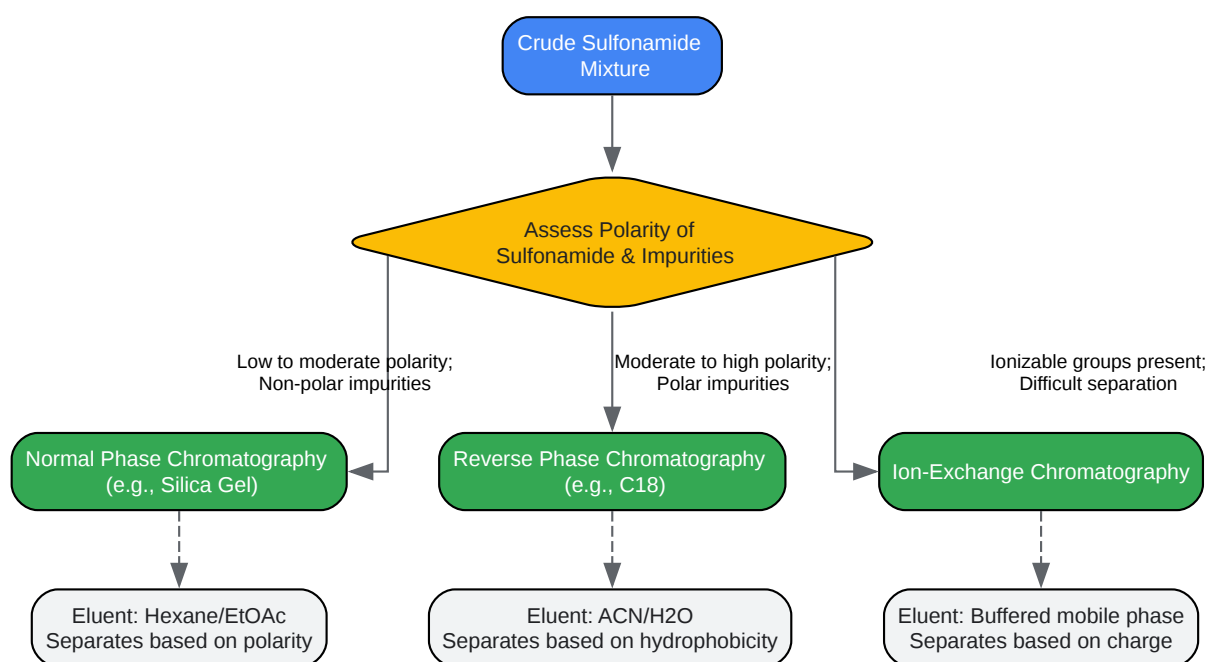 Crude Sulfonamide
Mixture
Assess Polarity of
Sulfonamide & Impurities
Low to moderate polarity;
Non-polar impurities
Moderate to high polarity;
Polar impurities
Ionizable groups present;
Difficult separation
Normal Phase Chromatography
(e.g., Silica Gel)
Reverse Phase Chromatography
(e.g., C18)
Ion-Exchange Chromatography
Eluent: Hexane/EtOAc
Separates based on polarity
Eluent: ACN/H2O
Separates based on hydrophobicity
Eluent: Buffered mobile phase
Separates based on charge